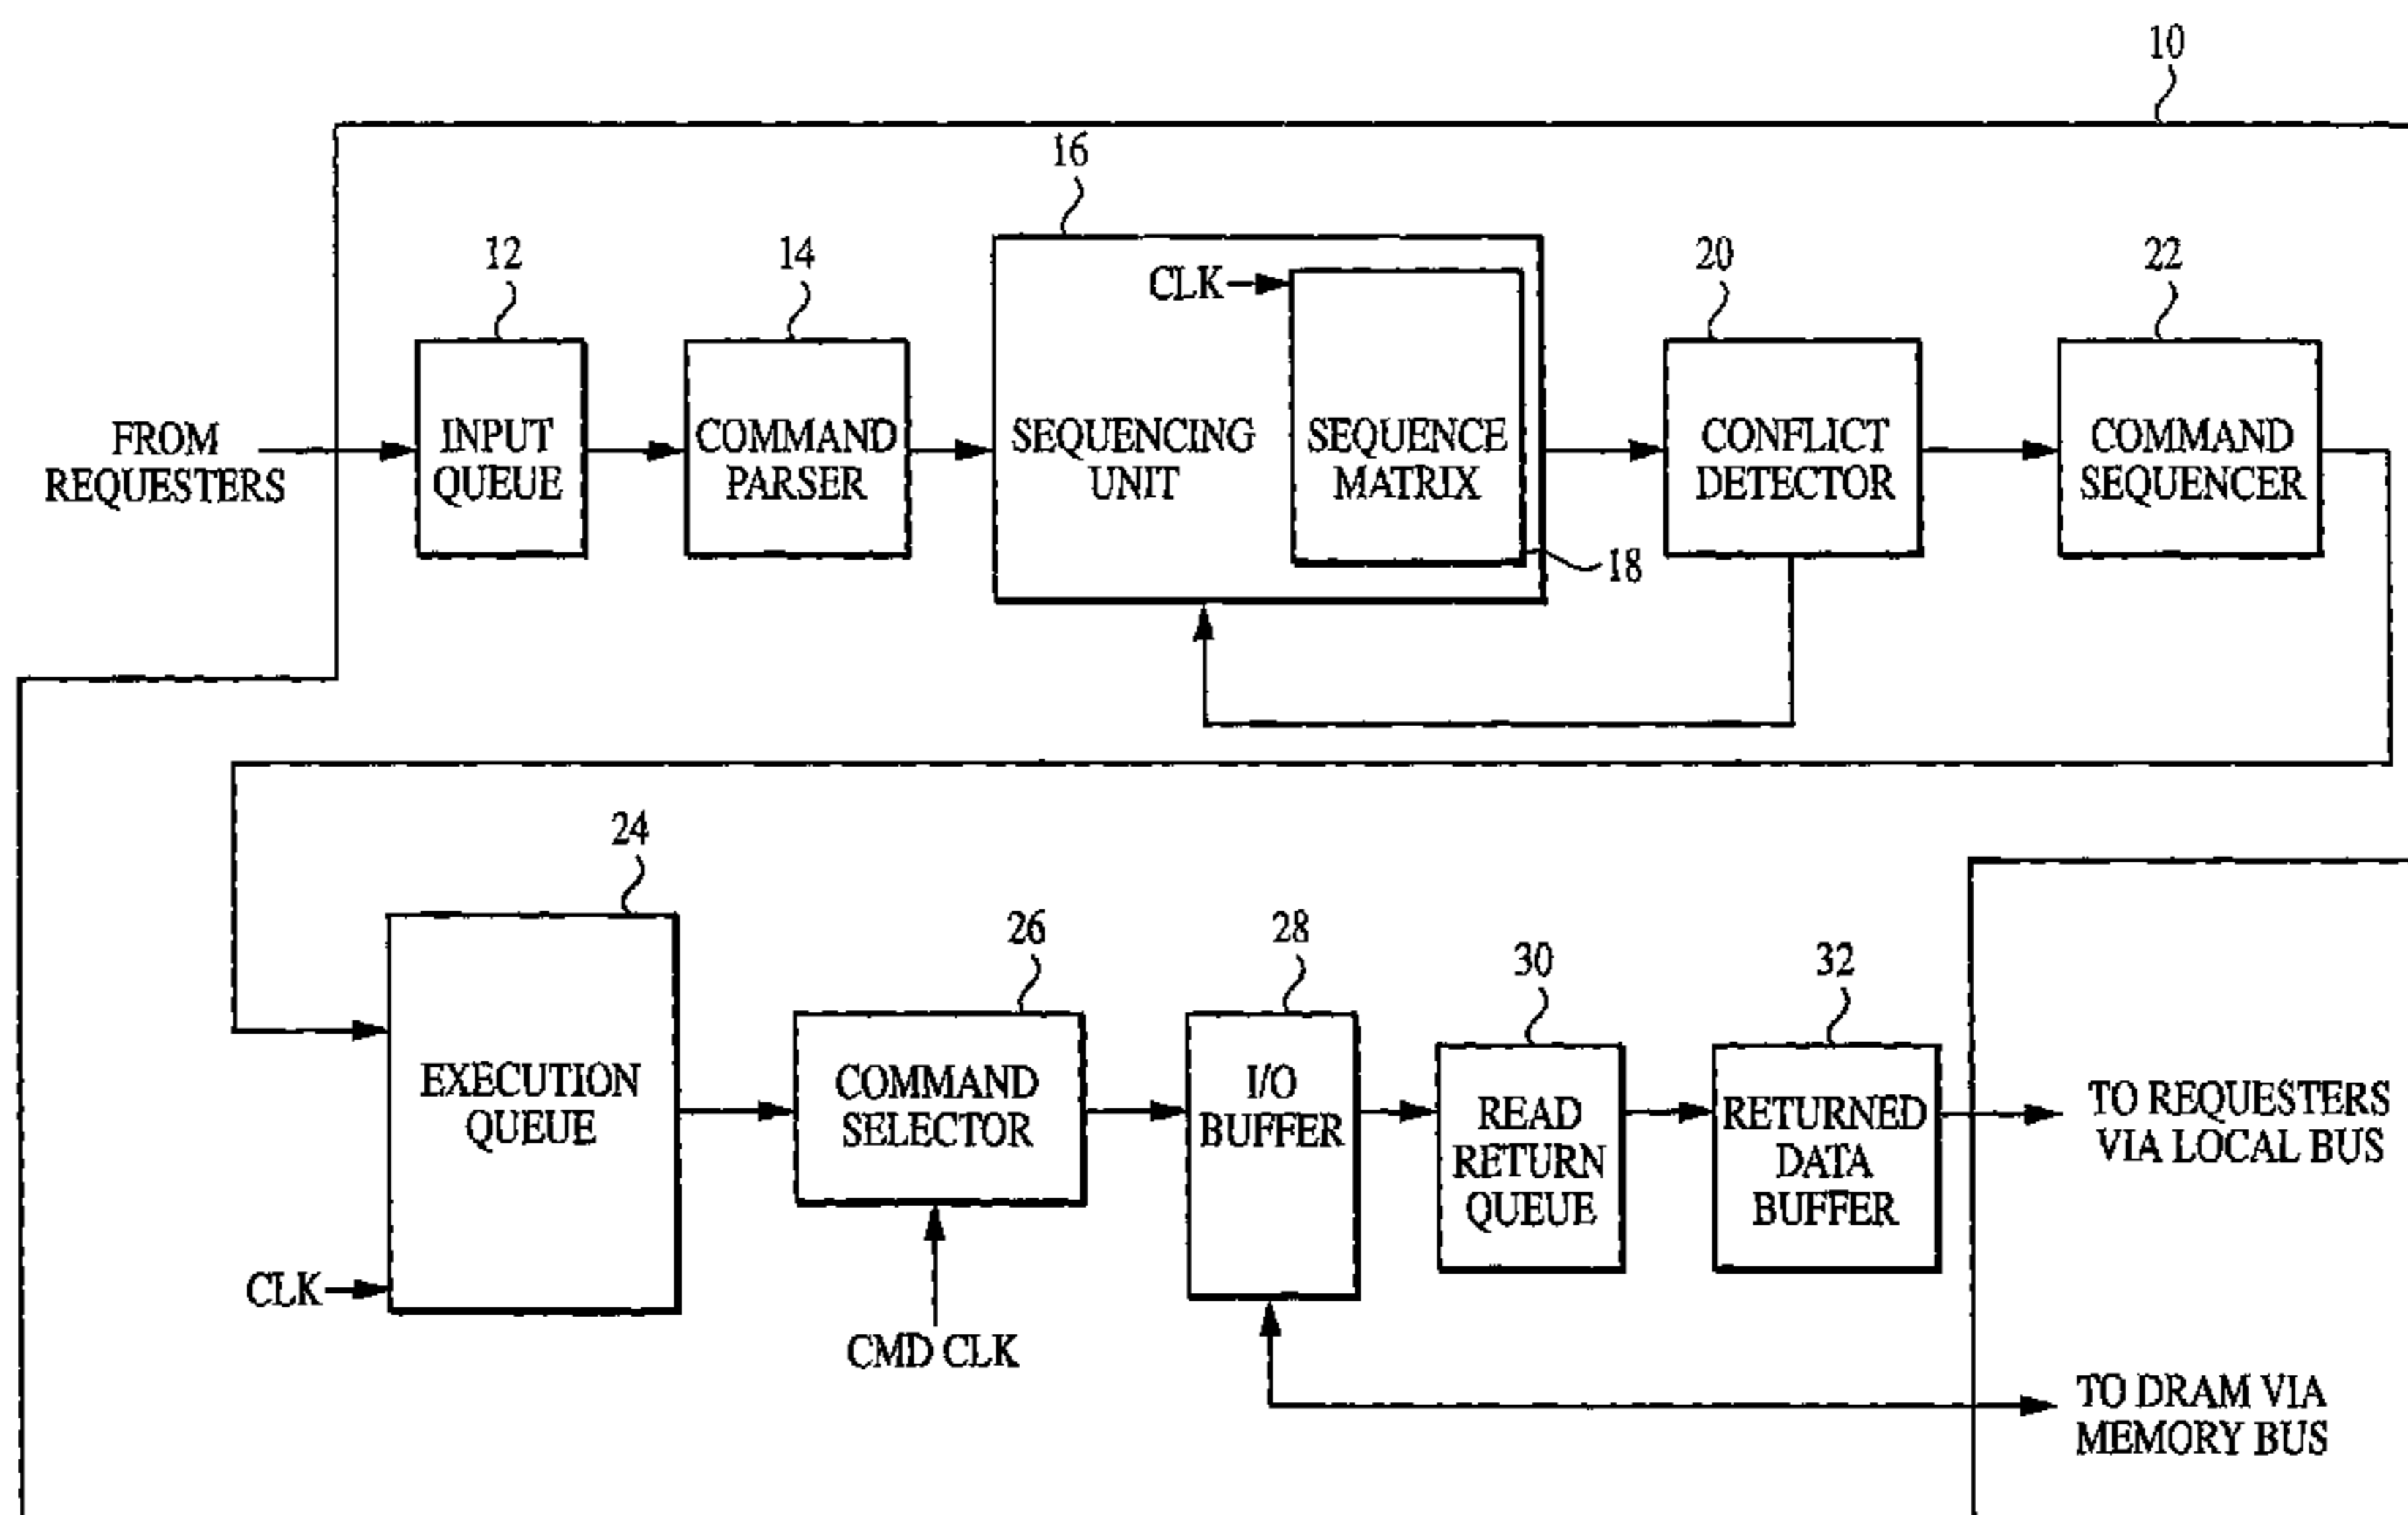 10
16
12
14
CLK
20
22
FROM
REQUESTERS
INPUT
QUEUE
COMMAND
PARSER
SEQUENCING
UNIT
SEQUENCE
MATRIX
CONFLICT
DETECTOR
COMMAND
SEQUENCER
18
24
26
28
30
32
EXECUTION
QUEUE
COMMAND
SELECTOR
I/O
BUFFER
READ
RETURN
QUEUE
RETURNED
DATA
BUFFER
TO REQUESTERS
VIA LOCAL BUS
CLK
CMD CLK
TO DRAM VIA
MEMORY BUS